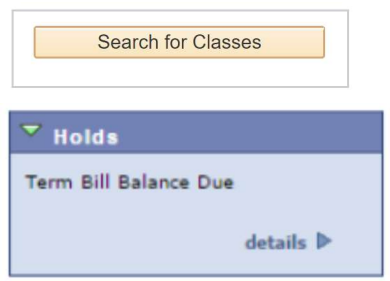 Search for Classes
Holds
Term Bill Balance Due
details